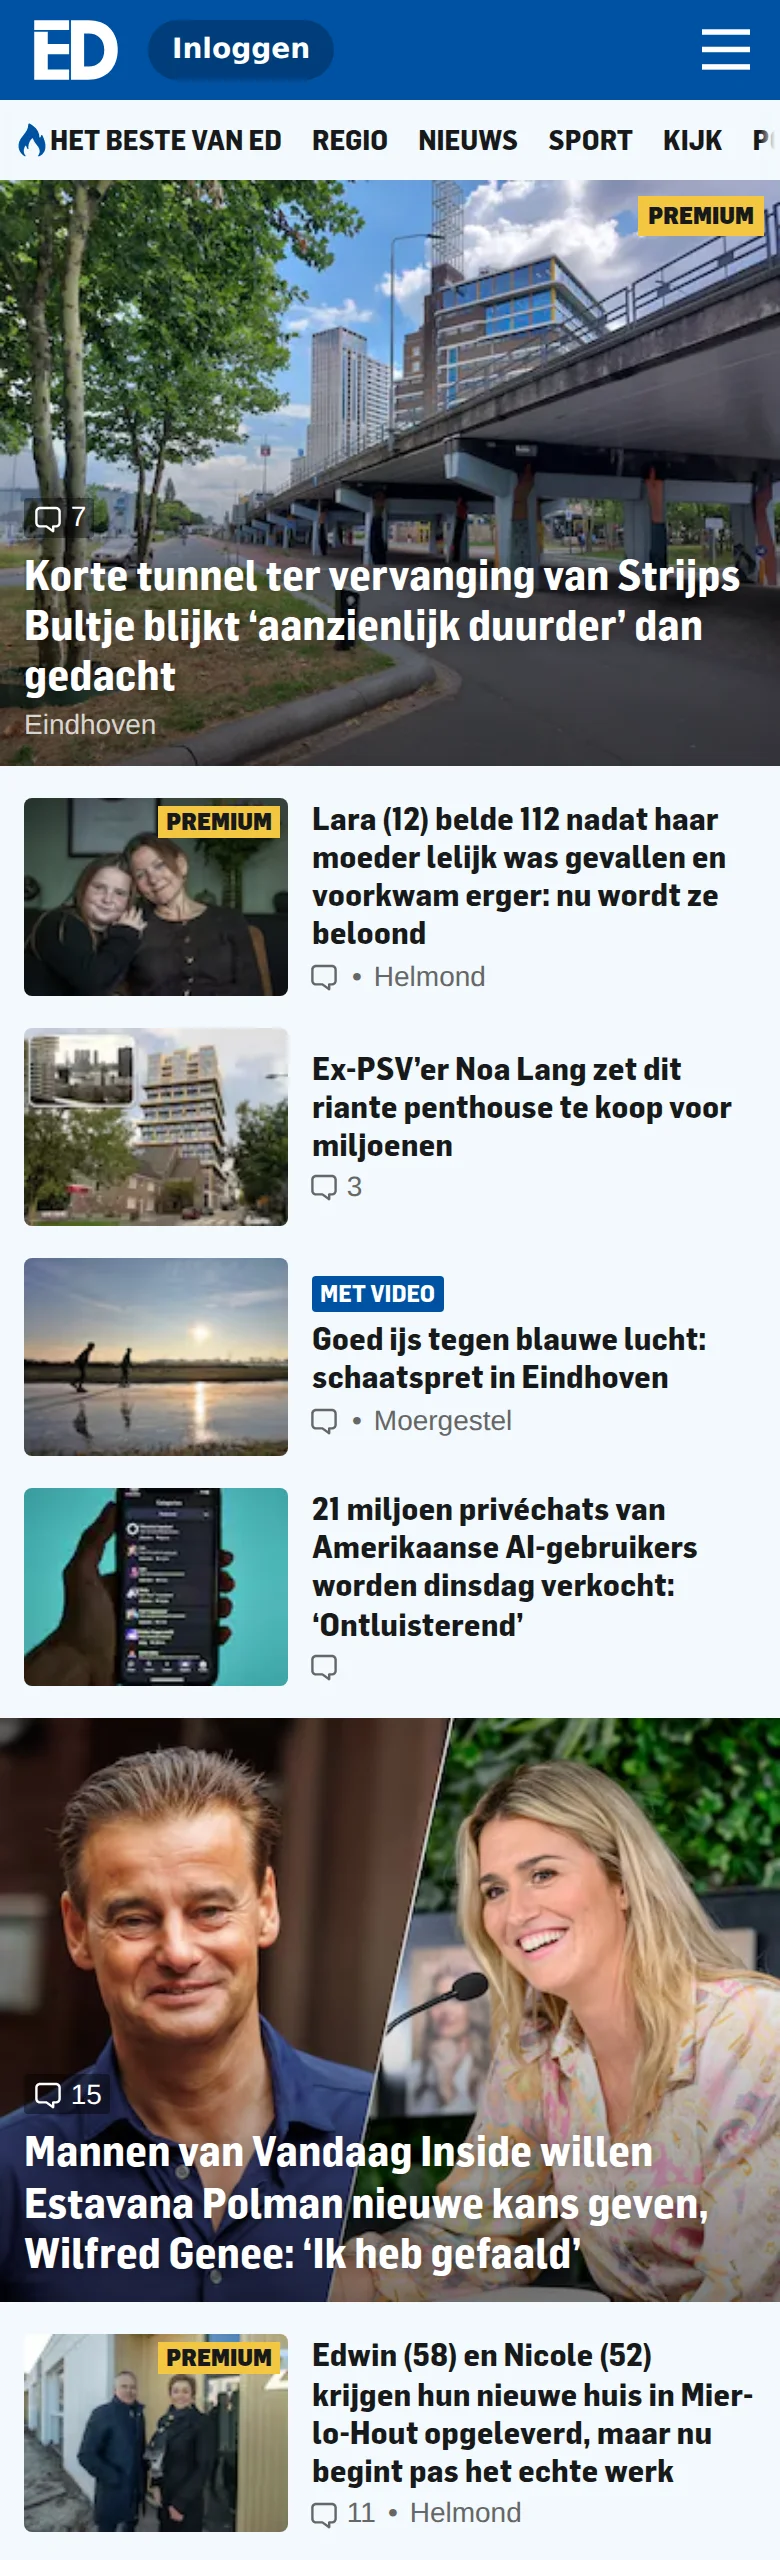 ED
Inloggen
HET BESTE VAN ED REGIO NIEUWS SPORT KIJK
PREMIUM
7
Korte tunnel ter vervanging van Strijps
Bultje blijkt ‘aanzienlijk duurder’ dan
gedacht
Eindhoven
PREMIUM
Lara (12) belde 112 nadat haar
moeder lelijk was gevallen en
voorkwam erger: nu wordt ze
beloond
• Helmond
Ex-PSV’er Noa Lang zet dit
riante penthouse te koop voor
miljoenen
3
MET VIDEO
Goed ijs tegen blauwe lucht:
schaatspret in Eindhoven
• Moergestel
21 miljoen privéchats van
Amerikaanse AI-gebruikers
worden dinsdag verkocht:
‘Ontluisterend’
15
Mannen van Vandaag Inside willen
Estavana Polman nieuwe kans geven,
Wilfred Genee: ‘Ik heb gefaald’
PREMIUM
Edwin (58) en Nicole (52)
krijgen hun nieuwe huis in Mier-
lo-Hout opgeleverd, maar nu
begint pas het echte werk
11 • Helmond